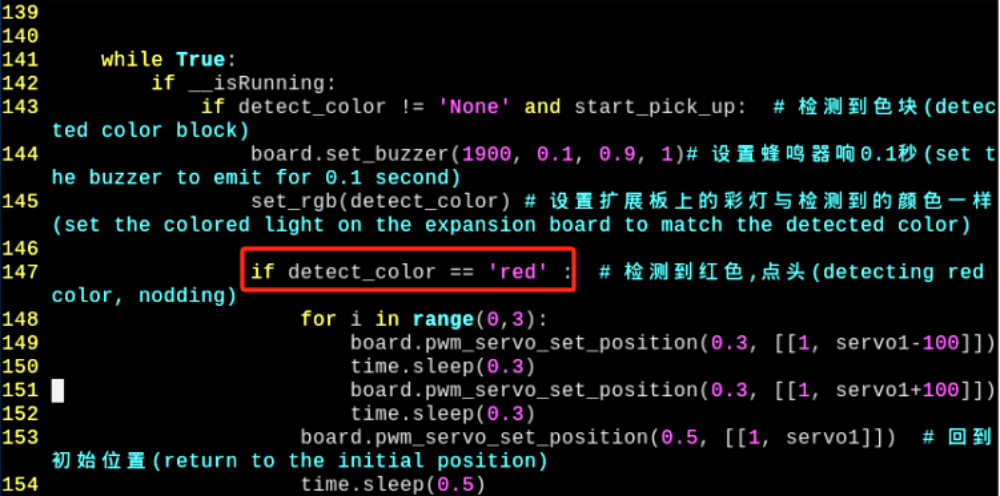 139
140
141     while True:
142         if __isRunning:
143             if detect_color != 'None' and start_pick_up:  # 检测到色块(detec
ted color block)
144                 board.set_buzzer(1900, 0.1, 0.9, 1)# 设置蜂鸣器响0.1秒(set t
he buzzer to emit for 0.1 second)
145                 set_rgb(detect_color) # 设置扩展板上的彩灯与检测到的颜色一样
(set the colored light on the expansion board to match the detected color)
146
147                 if detect_color == 'red' :  # 检测到红色,点头(detecting red
color, nodding)
148                     for i in range(0,3):
149                         board.pwm_servo_set_position(0.3, [[1, servo1-100]])
150                         time.sleep(0.3)
151                         board.pwm_servo_set_position(0.3, [[1, servo1+100]])
152                         time.sleep(0.3)
153                     board.pwm_servo_set_position(0.5, [[1, servo1]])  # 回到
初始位置(return to the initial position)
154                     time.sleep(0.5)